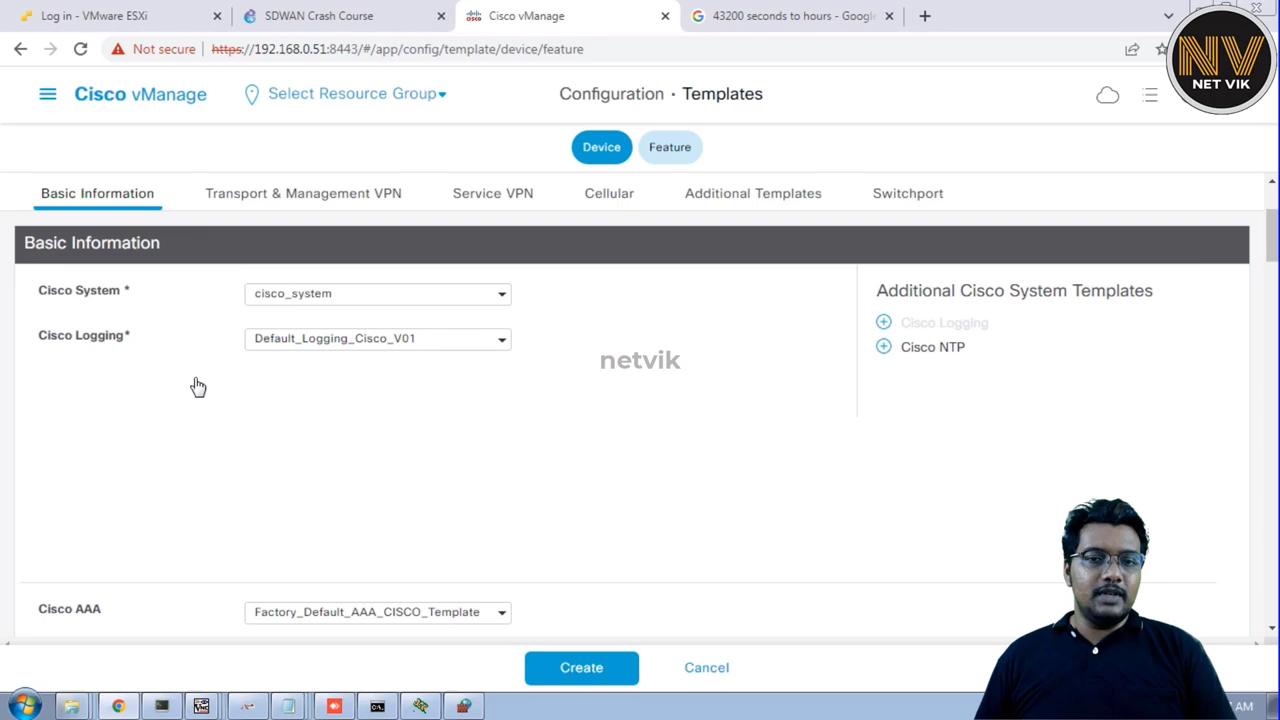 Log in - VMware ESXi
SDWAN Crash Course
Cisco vManage
43200 seconds to hours - Google
Not secure
https://192.168.0.51:8443/#/app/config/template/device/feature
NV
NET VIK
Cisco vManage
Select Resource Group
Configuration · Templates
Device
Feature
Basic Information
Transport & Management VPN
Service VPN
Cellular
Additional Templates
Switchport
Basic Information
Cisco System *
cisco_system
Additional Cisco System Templates
Cisco Logging
Cisco Logging*
Default_Logging_Cisco_V01
Cisco NTP
netvik
Cisco AAA
Factory_Default_AAA_CISCO_Template
Create
Cancel
AM